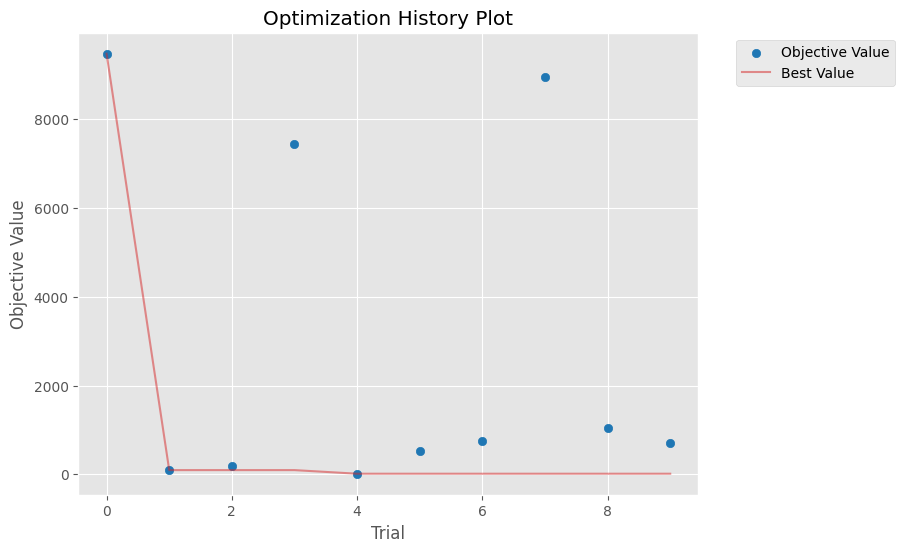 Optimization History Plot
Objective Value
Best Value
8000
6000
4000
2000
0
Objective Value
0 2 4 6 8
Trial